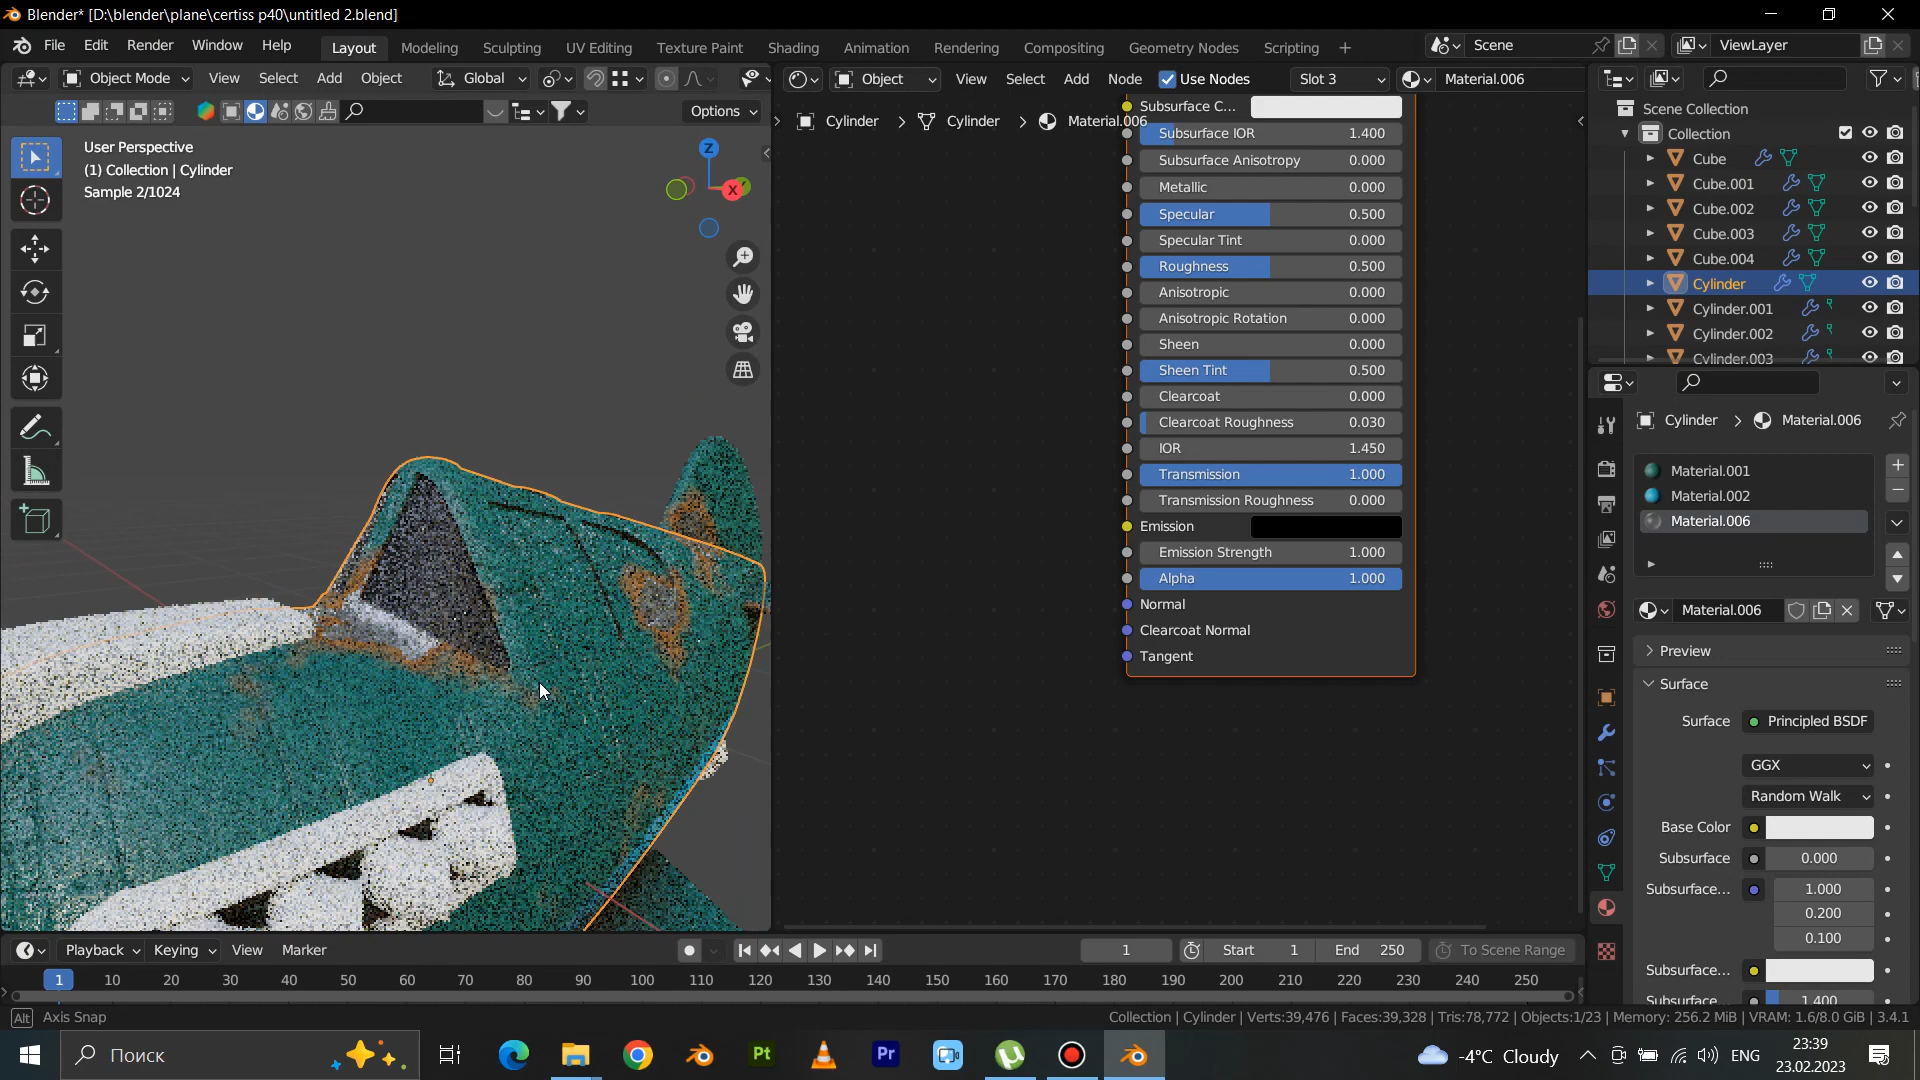 Blender* [D:\blender\plane\certiss p40\untitled 2.blend]
File Edit Render Window Help Layout Modeling Sculpting UV Editing Texture Paint Shading Animation Rendering Compositing Geometry Nodes Scripting + Scene ViewLayer
Object Mode View Select Add Object Global Object View Select Add Node Use Nodes Slot 3 Material.006
Options
User Perspective
(1) Collection | Cylinder
Sample 2/1024
Z
X
Cylinder > Cylinder > Material.006
Subsurface C...
Subsurface IOR 1.400
Subsurface Anisotropy 0.000
Metallic 0.000
Specular 0.500
Specular Tint 0.000
Roughness 0.500
Anisotropic 0.000
Anisotropic Rotation 0.000
Sheen 0.000
Sheen Tint 0.500
Clearcoat 0.000
Clearcoat Roughness 0.030
IOR 1.450
Transmission 1.000
Transmission Roughness 0.000
Emission
Emission Strength 1.000
Alpha 1.000
Normal
Clearcoat Normal
Tangent
Scene Collection
Collection
Cube
Cube.001
Cube.002
Cube.003
Cube.004
Cylinder
Cylinder.001
Cylinder.002
Cylinder.003
Cylinder > Material.006
Material.001
Material.002
Material.006
Material.006
Preview
Surface
Surface Principled BSDF
GGX
Random Walk
Base Color
Subsurface 0.000
Subsurface... 1.000
0.200
0.100
Subsurface...
Subsurface 1.400
Playback Keying View Marker 1 Start 1 End 250 To Scene Range
1 10 20 30 40 50 60 70 80 90 100 110 120 130 140 150 160 170 180 190 200 210 220 230 240 250
Alt Axis Snap
Collection | Cylinder | Verts:39,476 | Faces:39,328 | Tris:78,772 | Objects:1/23 | Memory: 256.2 MiB | VRAM: 1.6/8.0 GiB | 3.4.1
Поиск Pt Pr -4°C Cloudy ENG
23:39
23.02.2023